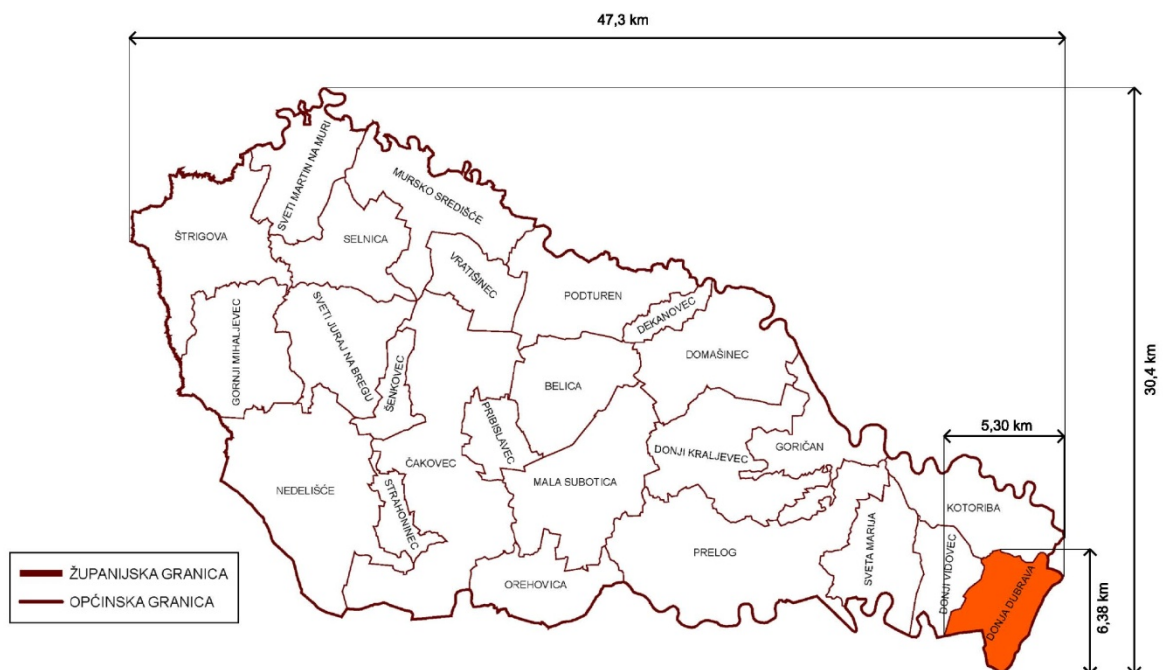 47,3 km
SVETI MARTIN NA MURI
MURSKO SREDIŠĆE
ŠTRIGOVA
SELNICA
VRATIŠINEC
PODTUREN
DEKANOVEC
GORNJI MIHALJEVEC
SVETI JURAJ NA BREGU
ŠENKOVEC
DOMAŠINEC
30,4 km
BELICA
PRIBISLAVEC
5,30 km
GORIČAN
DONJI KRALJEVEC
ČAKOVEC
MALA SUBOTICA
NEDELIŠĆE
STRAHONINEC
KOTORIBA
PRELOG
SVETA MARIJA
DONJI VIDOVEC
DONJA DUBRAVA
OREHOVICA
6,38 km
ŽUPANIJSKA GRANICA
OPĆINSKA GRANICA